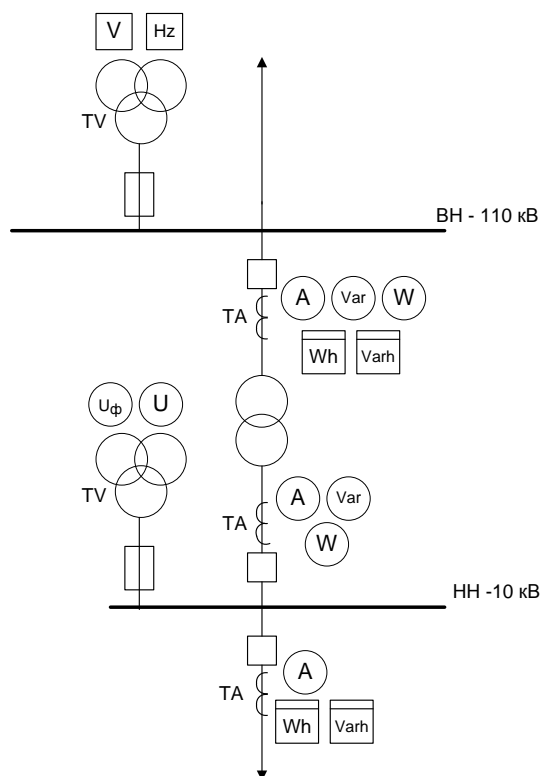 V Hz
TV
ВН - 110 кВ
A Var W
TA
Wh Varh
Uф U
TV
A Var
TA
W
НН -10 кВ
A
TA
Wh Varh